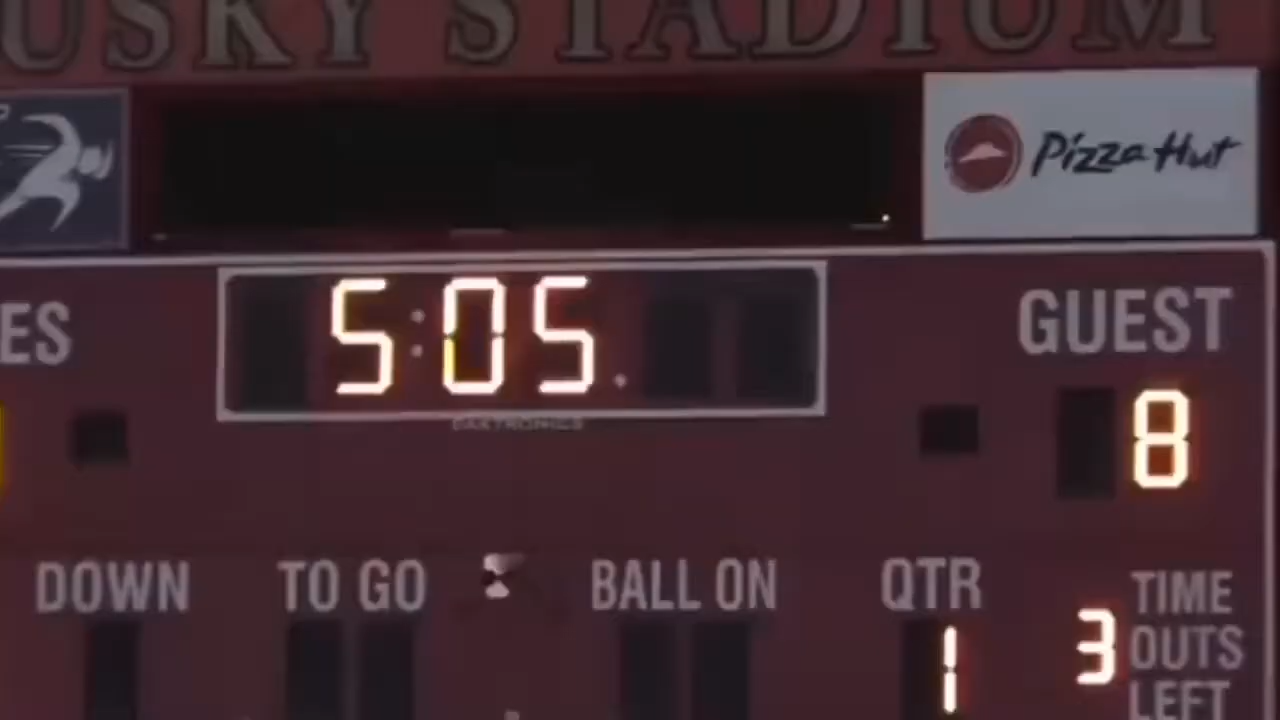 USKY STADIUM
Pizza Hut
ES
5:05.
GUEST
DAKTRONICS
8
DOWN
TO GO
BALL ON
QTR
1
3
TIME
OUTS
LEFT